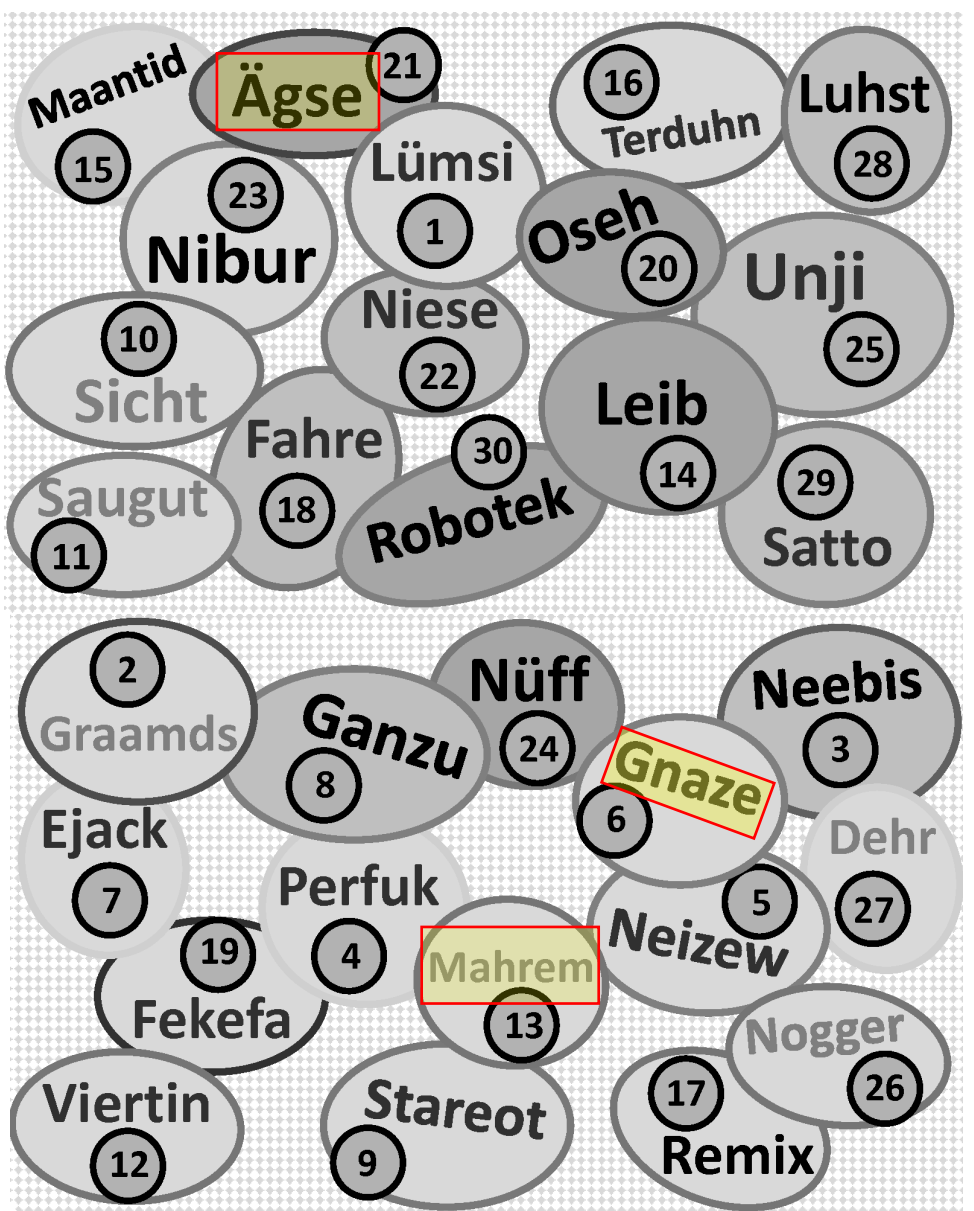 Maantid
15
Ägse
21
Lümsi
1
16
Terduhn
Luhst
28
23
Nibur
Oseh
20
Unji
25
10
Sicht
Niese
22
Fahre
18
Leib
14
30
Robotek
Saugut
11
29
Satto
2
Graamds
Ganzu
8
Nüff
24
Gnaze
6
Neebis
3
Ejack
7
Perfuk
4
Dehr
27
5
Neizew
19
Fekefa
Mahrem
13
Nogger
26
Viertin
12
Stareot
9
17
Remix